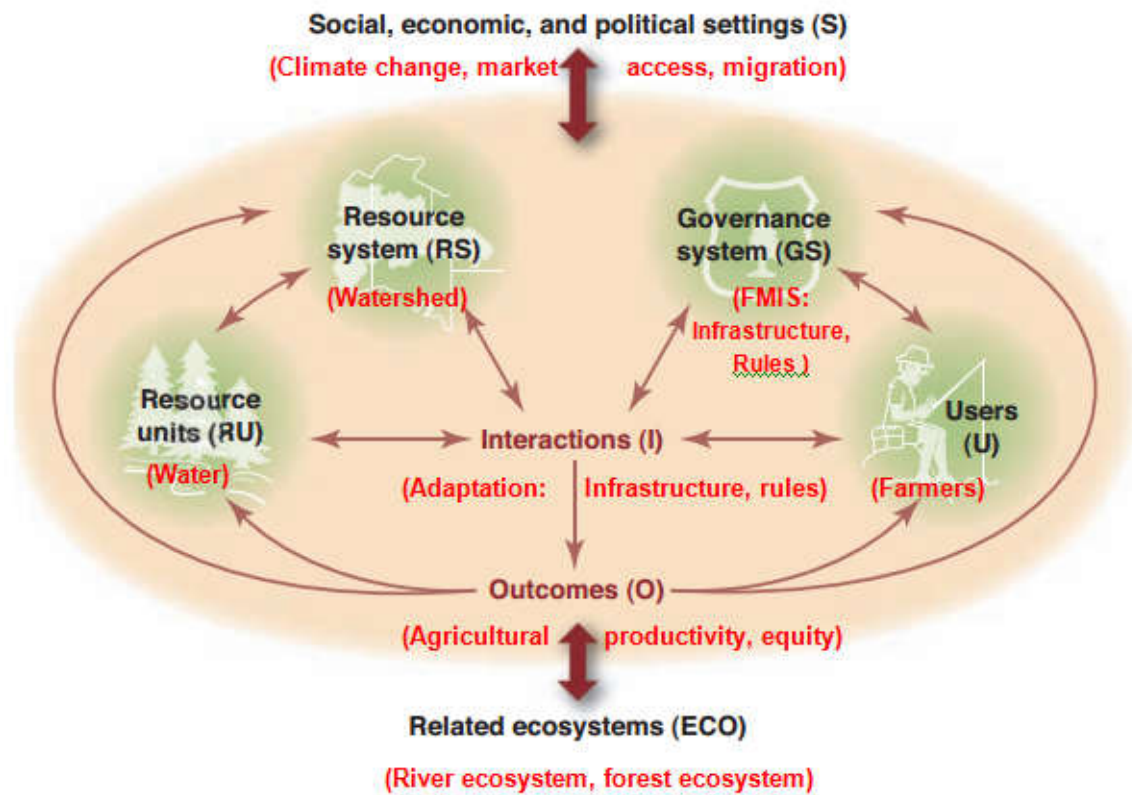 Social, economic, and political settings (S)
(Climate change, market access, migration)
Resource
system (RS)
(Watershed)
Governance
system (GS)
(FMIS:
Infrastructure,
Rules )
Resource
units (RU)
(Water)
Interactions (I)
(Adaptation: Infrastructure, rules)
Users
(U)
(Farmers)
Outcomes (O)
(Agricultural productivity, equity)
Related ecosystems (ECO)
(River ecosystem, forest ecosystem)